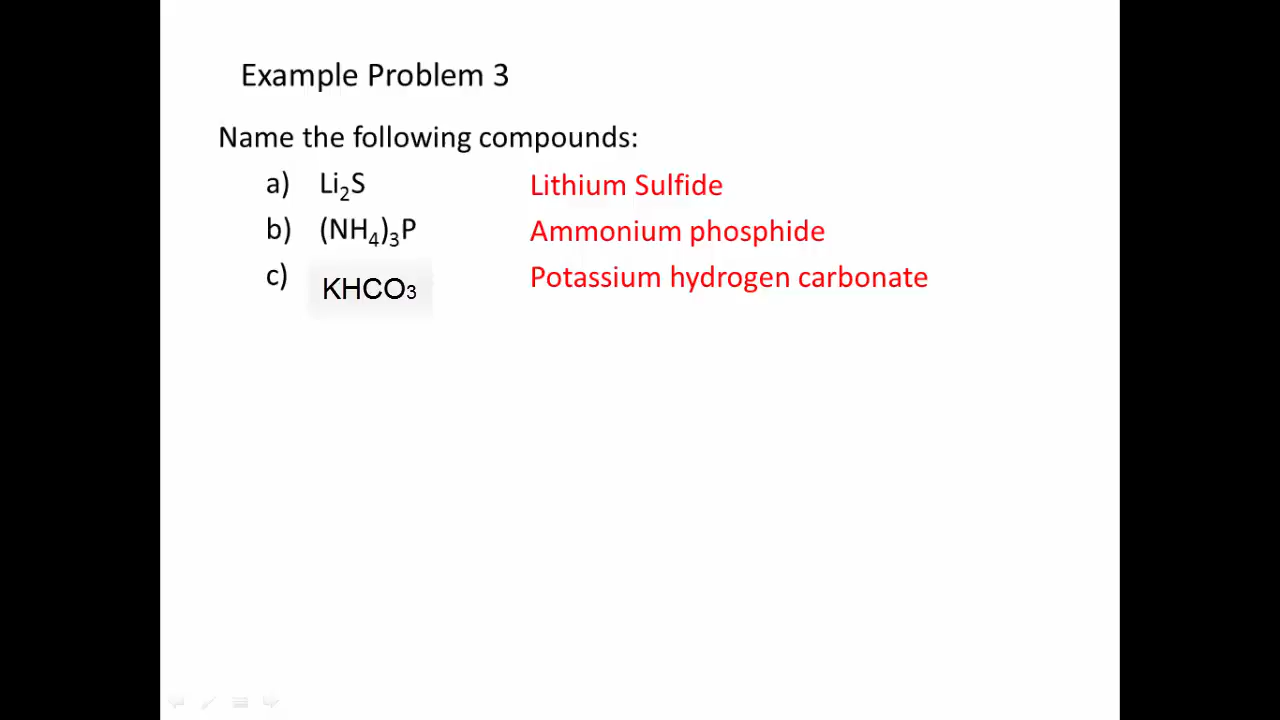 Example Problem 3
Name the following compounds:
a) Li₂S Lithium Sulfide
b) (NH₄)₃P Ammonium phosphide
c) KHCO₃ Potassium hydrogen carbonate